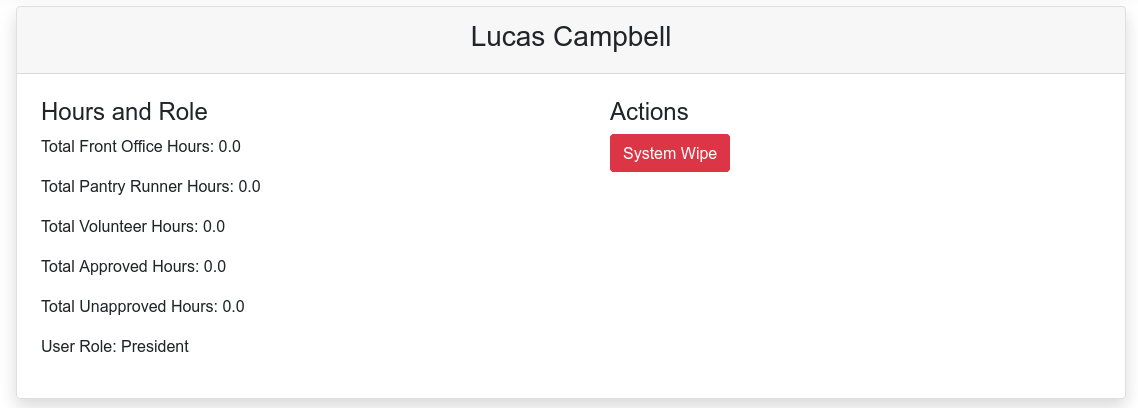 Lucas Campbell
Hours and Role
Total Front Office Hours: 0.0
Total Pantry Runner Hours: 0.0
Total Volunteer Hours: 0.0
Total Approved Hours: 0.0
Total Unapproved Hours: 0.0
User Role: President
Actions
System Wipe